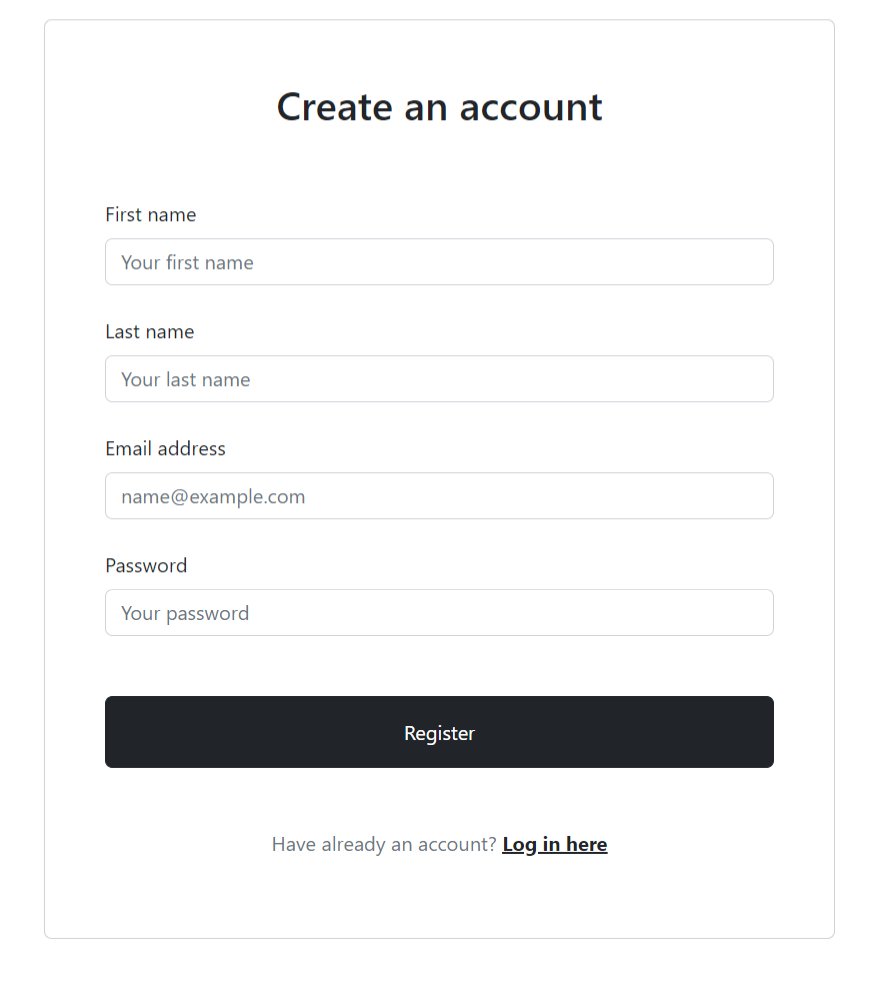 Create an account
First name
Your first name
Last name
Your last name
Email address
name@example.com
Password
Your password
Register
Have already an account? Log in here